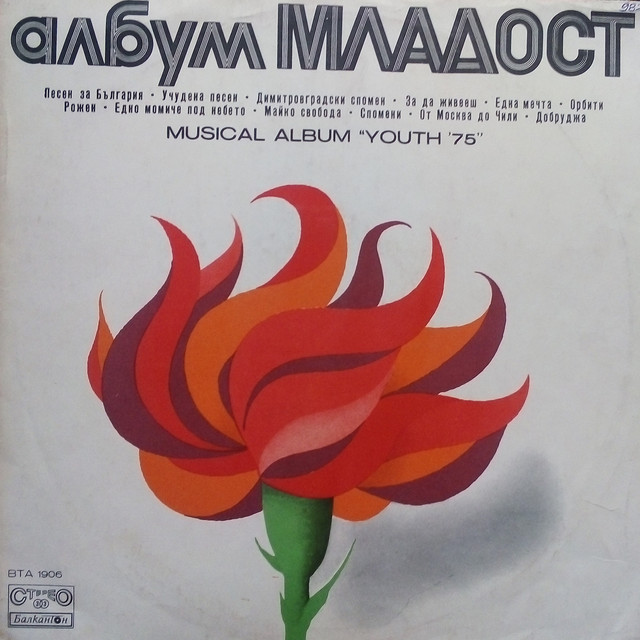 албум МЛАДОСТ
Песен за България • Учудена песен • Димитровградски спомен • За да живееш • Една мечта • Орбити
Рожен • Едно момиче под небето • Майко свобода • Спомени • От Москва до Чили • Добруджа
MUSICAL ALBUM "YOUTH '75"
ВТА 1906
СТЕРЕО
Балкантон